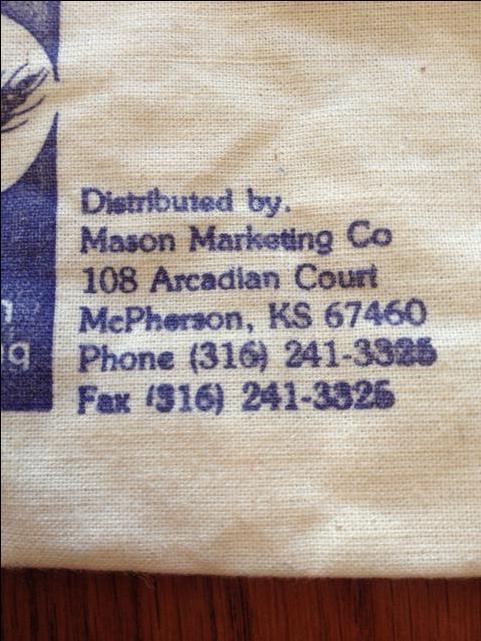 Distributed by.
Mason Marketing Co
108 Arcadian Court
McPherson, KS 67460
Phone (316) 241-3325
Fax (316) 241-3325